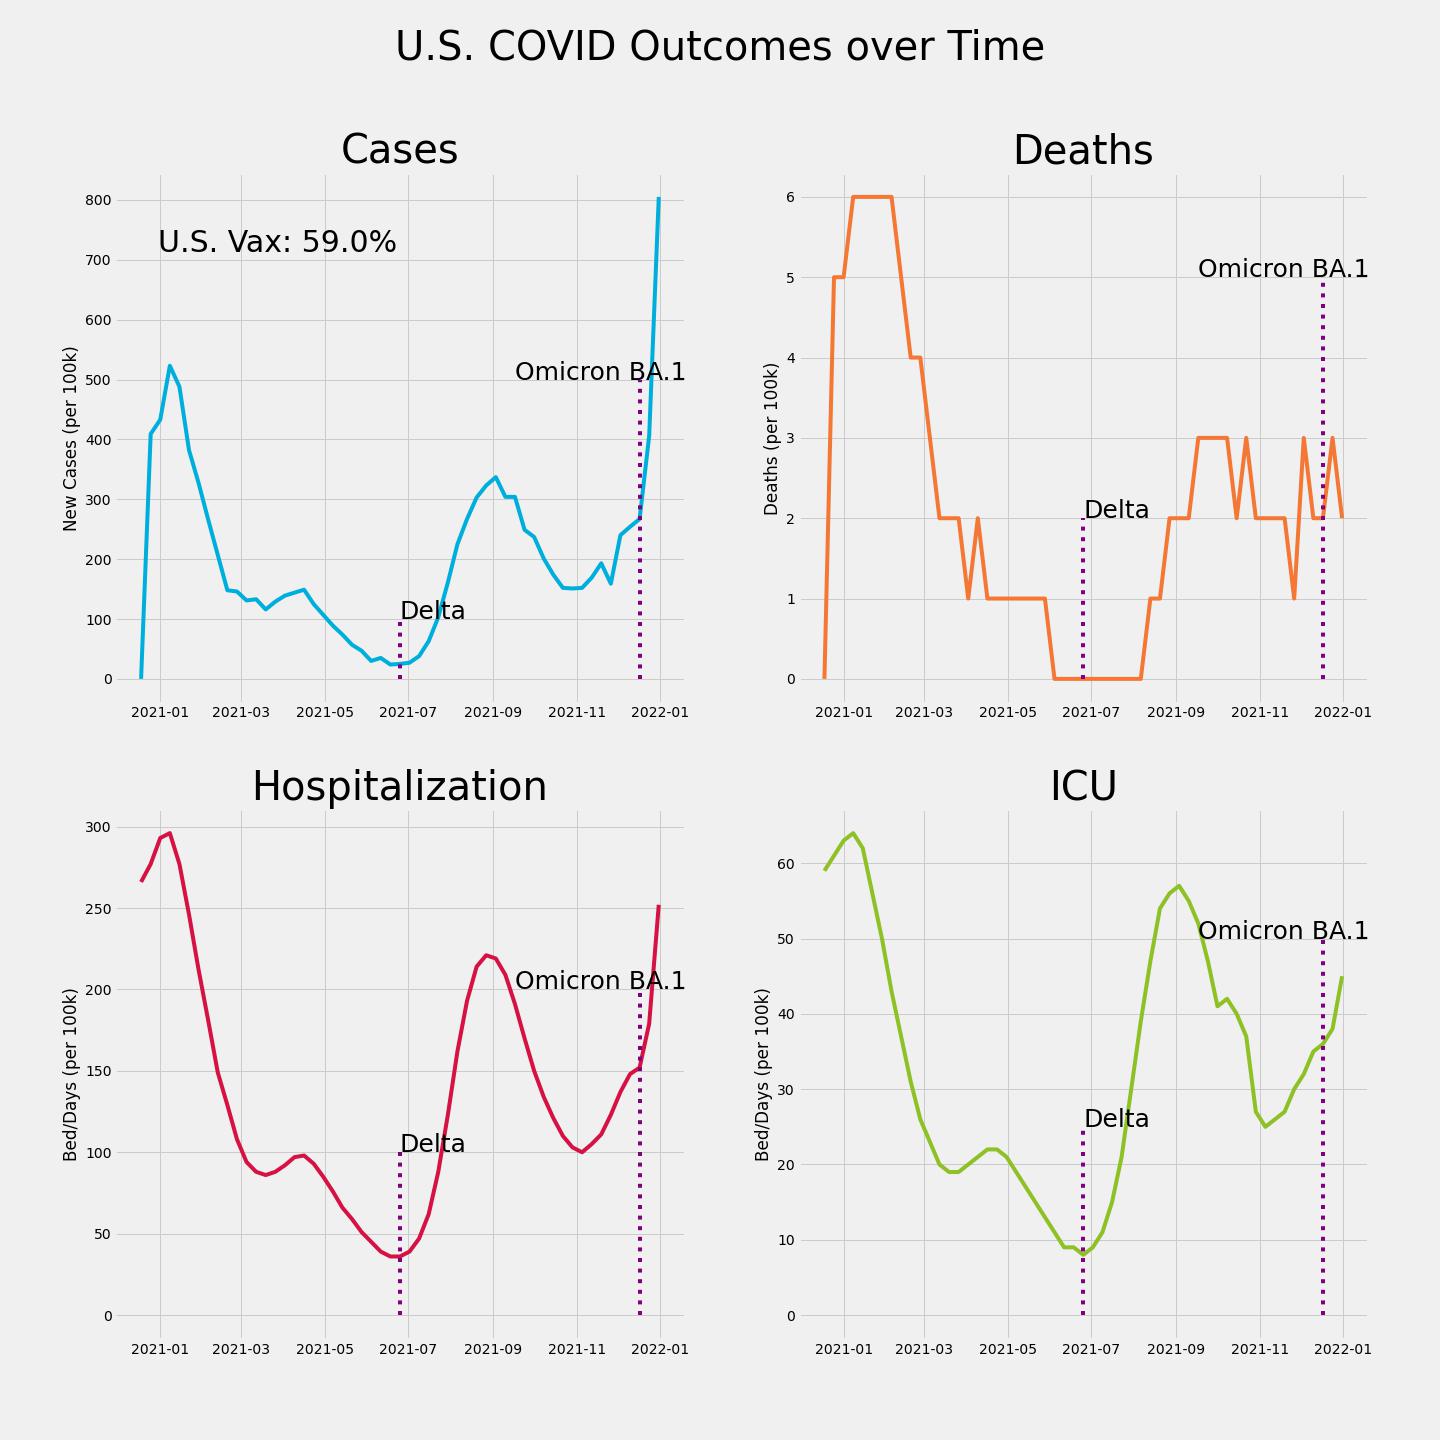 U.S. COVID Outcomes over Time
Cases
New Cases (per 100k)
800
700
600
500
400
300
200
100
0
U.S. Vax: 59.0%
Omicron BA.1
Delta
2021-01 2021-03 2021-05 2021-07 2021-09 2021-11 2022-01
Deaths
Deaths (per 100k)
6
5
4
3
2
1
0
Omicron BA.1
Delta
2021-01 2021-03 2021-05 2021-07 2021-09 2021-11 2022-01
Hospitalization
Bed/Days (per 100k)
300
250
200
150
100
50
0
Omicron BA.1
Delta
2021-01 2021-03 2021-05 2021-07 2021-09 2021-11 2022-01
ICU
Bed/Days (per 100k)
60
50
40
30
20
10
0
Omicron BA.1
Delta
2021-01 2021-03 2021-05 2021-07 2021-09 2021-11 2022-01